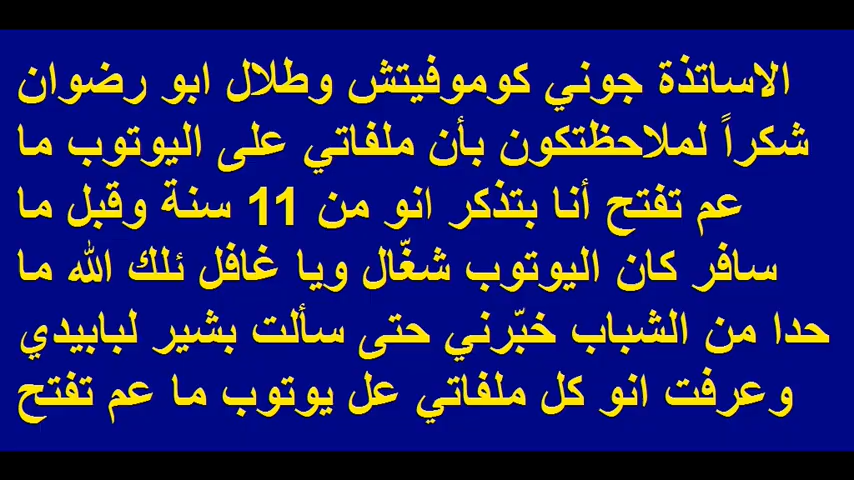 الاساتذة جوني كوموفيتش وطلال ابو رضوان
شكراً لملاحظتكون بأن ملفاتي على اليوتوب ما
عم تفتح أنا بتذكر انو من 11 سنة وقبل ما
سافر كان اليوتوب شغّال ويا غافل ئلك الله ما
حدا من الشباب خبّرني حتى سألت بشير لبابيدي
وعرفت انو كل ملفاتي عل يوتوب ما عم تفتح